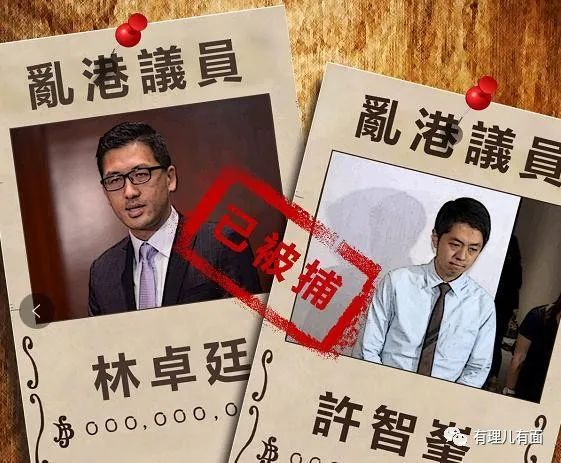 亂港議員
林卓廷
000,000,0
亂港議員
許智峯
已被捕
有理儿有面